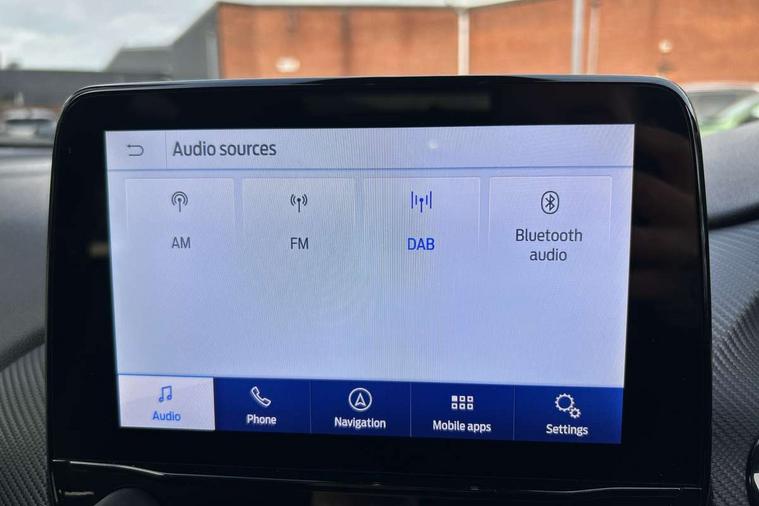 Audio sources
AM
FM
DAB
Bluetooth
audio
Audio
Phone
Navigation
Mobile apps
Settings